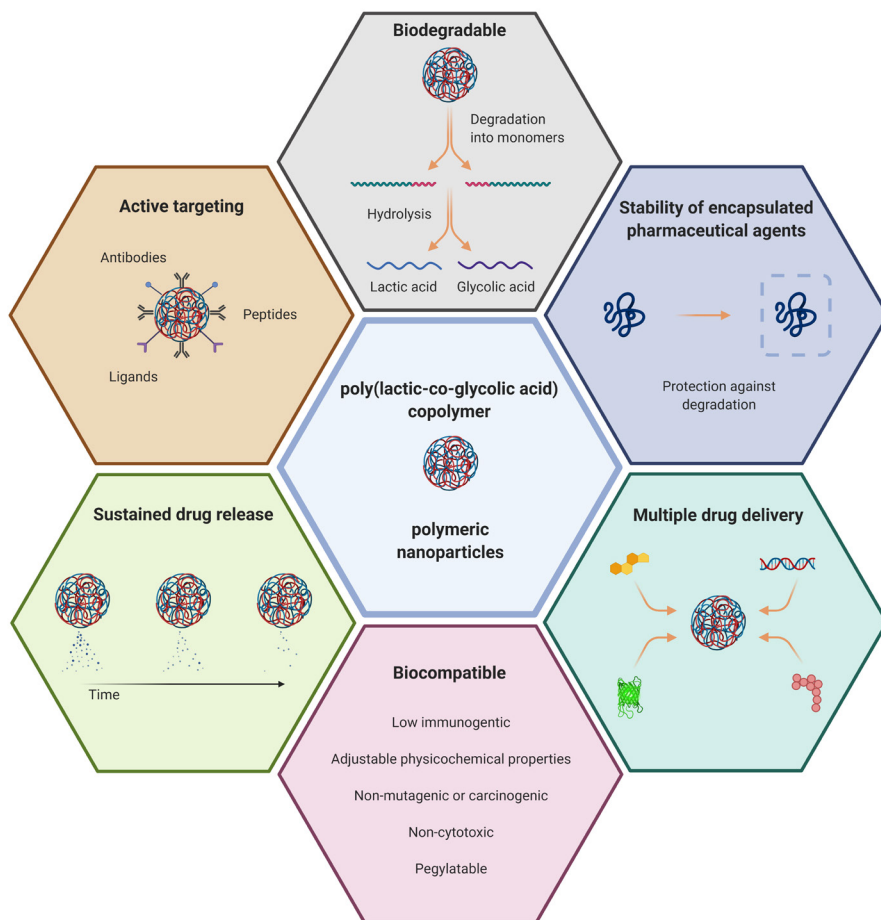 Biodegradable
Degradation
into monomers
Hydrolysis
Lactic acid
Glycolic acid
Active targeting
Antibodies
Peptides
Ligands
Stability of encapsulated
pharmaceutical agents
Protection against
degradation
poly(lactic-co-glycolic acid)
copolymer
polymeric
nanoparticles
Sustained drug release
Time
Multiple drug delivery
Biocompatible
Low immunogentic
Adjustable physicochemical properties
Non-mutagenic or carcinogenic
Non-cytotoxic
Pegylatable